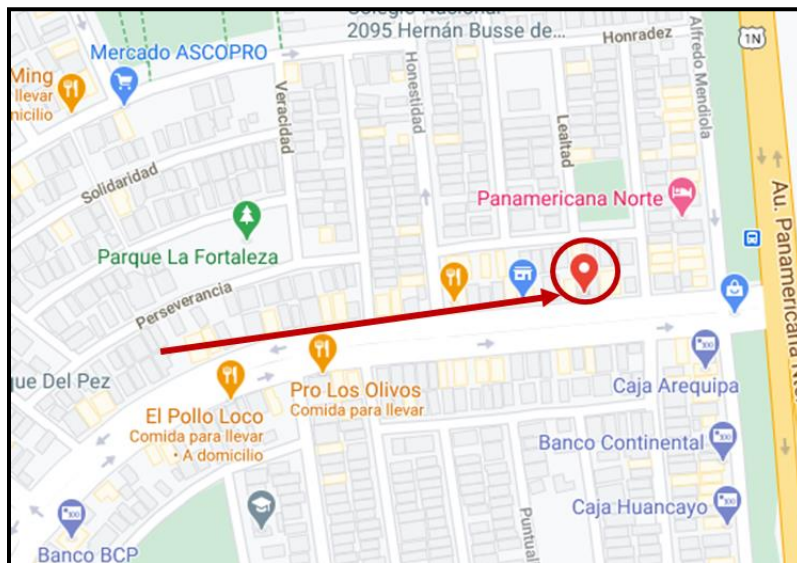 Colegio Nacional
2095 Hernán Busse de...
Honradez
1N
Alfredo Mendiola
Mercado ASCOPRO
Ming
llevar
Veracidad
Honestidad
Lealtad
Solidaridad
Panamericana Norte
Au. Panamericana Nte.
Parque La Fortaleza
Perseverancia
que Del Pez
El Pollo Loco
Comida para llevar
• A domicilio
Pro Los Olivos
Comida para llevar
Caja Arequipa
Banco Continental
Caja Huancayo
Puntual
Banco BCP